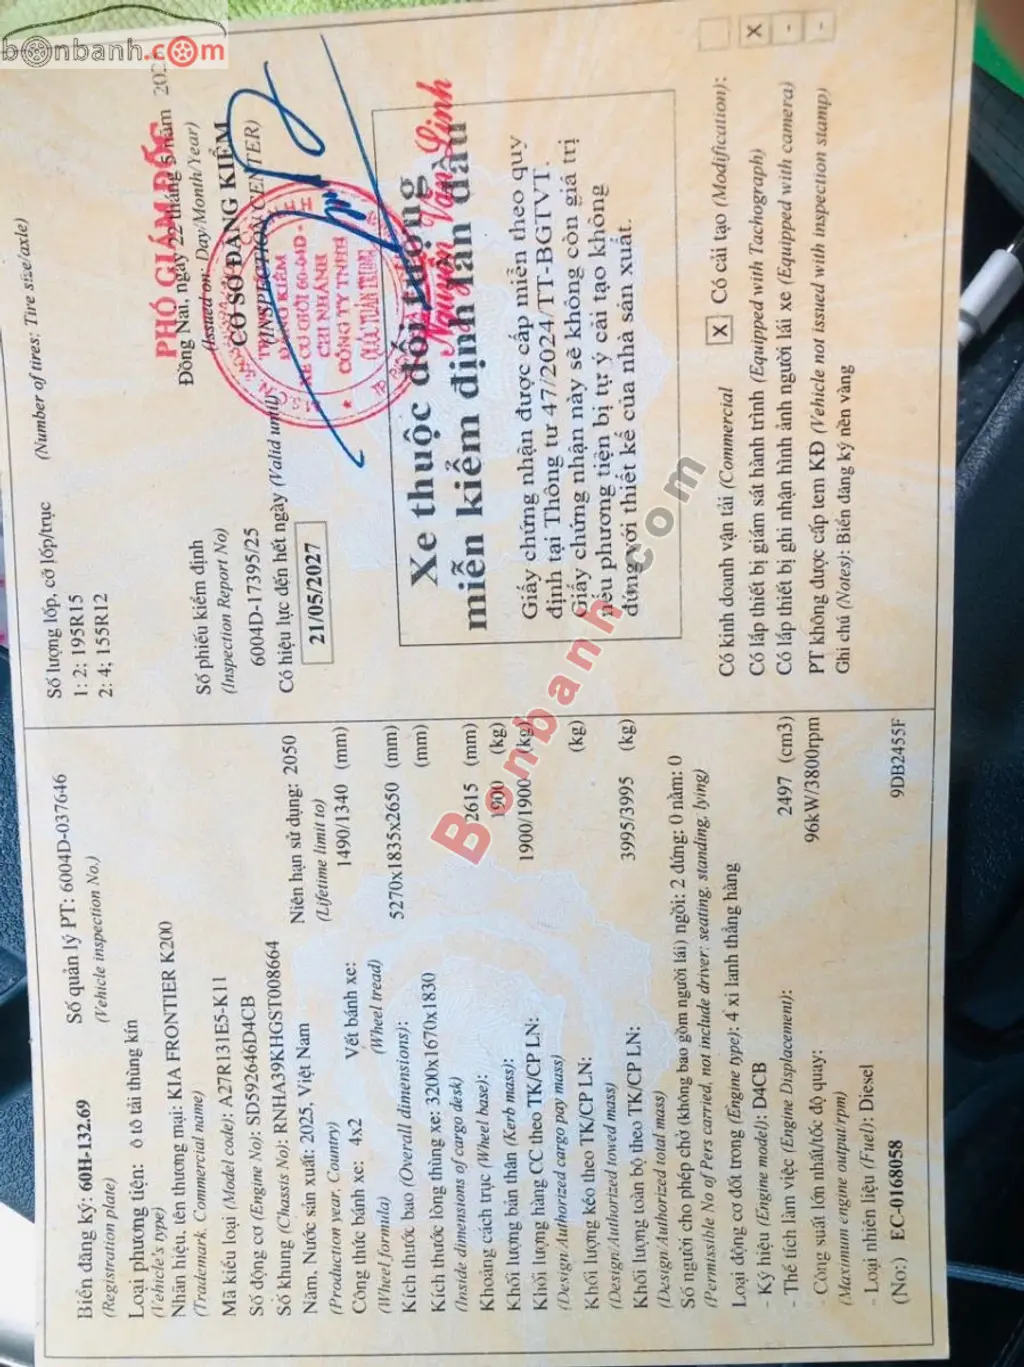 bonbanh.com
Biển đăng ký: 60H-132.69
Số quản lý PT: 6004D-037646
(Registration plate)
(Vehicle inspection No.)
Loại phương tiện: ô tô tải thùng kín
(Vehicle's type)
Nhãn hiệu, tên thương mại: KIA FRONTIER K200
(Trademark, Commercial name)
Mã kiểu loại (Model code): A27R131E5-K11
Số động cơ (Engine No): SD592646D4CB
Số khung (Chassis No): RNHA39KHGST008664
Năm, Nước sản xuất: 2025, Việt Nam
Niên hạn sử dụng: 2050
(Production year, Country)
(Lifetime limit to)
Công thức bánh xe: 4x2
Vết bánh xe:
1490/1340 (mm)
(Wheel formula)
(Wheel tread)
Kích thước bao (Overall dimensions):
5270x1835x2650 (mm)
Kích thước lòng thùng xe: 3200x1670x1830
(mm)
(Inside dimensions of cargo desk)
Khoảng cách trục (Wheel base):
2615 (mm)
Khối lượng bản thân (Kerb mass):
1900 (kg)
Khối lượng hàng CC theo TK/CP LN:
1900/1900 (kg)
(Design/Authorized cargo pay mass)
Khối lượng kéo theo TK/CP LN:
(kg)
(Design/Authorized towed mass)
Khối lượng toàn bộ theo TK/CP LN:
3995/3995 (kg)
(Design/Authorized total mass)
Số người cho phép chở (không bao gồm người lái) ngồi: 2 đứng: 0 nằm: 0
(Permissible No of Pers carried, not include driver: seating, standing, lying)
Loại động cơ đốt trong (Engine type): 4 xi lanh thẳng hàng
- Ký hiệu (Engine model): D4CB
- Thể tích làm việc (Engine Displacement):
2497 (cm3)
- Công suất lớn nhất/tốc độ quay:
96kW/3800rpm
(Maximum engine output/rpm)
- Loại nhiên liệu (Fuel): Diesel
(No:) EC-0168058
9DB2455F
Số lượng lốp, cỡ lốp/trục
(Number of tires: Tire size/axle)
1: 2: 195R15
2: 4; 155R12
Đồng Nai, ngày 22 tháng 5 năm 202
(Issued on: Day/Month/Year)
Số phiếu kiểm định
CƠ SỞ ĐĂNG KIỂM
(Inspection Report No)
(INSPECTION CENTER)
6004D-17395/25
Có hiệu lực đến hết ngày (Valid until)
21/05/2027
PHÓ GIÁM ĐỐC
ĐĂNG KIỂM
XE CƠ GIỚI 60-04D -
CHI NHÁNH
CÔNG TY TNHH
Nguyễn Văn Linh
Xe thuộc đối tượng
miễn kiểm định lần đầu
Giấy chứng nhận được cấp miễn theo quy
định tại Thông tư 47/2024/TT-BGTVT.
Giấy chứng nhận này sẽ không còn giá trị
nếu phương tiện bị tự ý cải tạo không
đúng với thiết kế của nhà sản xuất.
Có kinh doanh vận tải (Commercial X Có cải tạo (Modification):
Có lắp thiết bị giám sát hành trình (Equipped with Tachograph) X
Có lắp thiết bị ghi nhận hình ảnh người lái xe (Equipped with camera) -
PT không được cấp tem KĐ (Vehicle not issued with inspection stamp) -
Ghi chú (Notes): Biển đăng ký nền vàng
Bonbanh.com